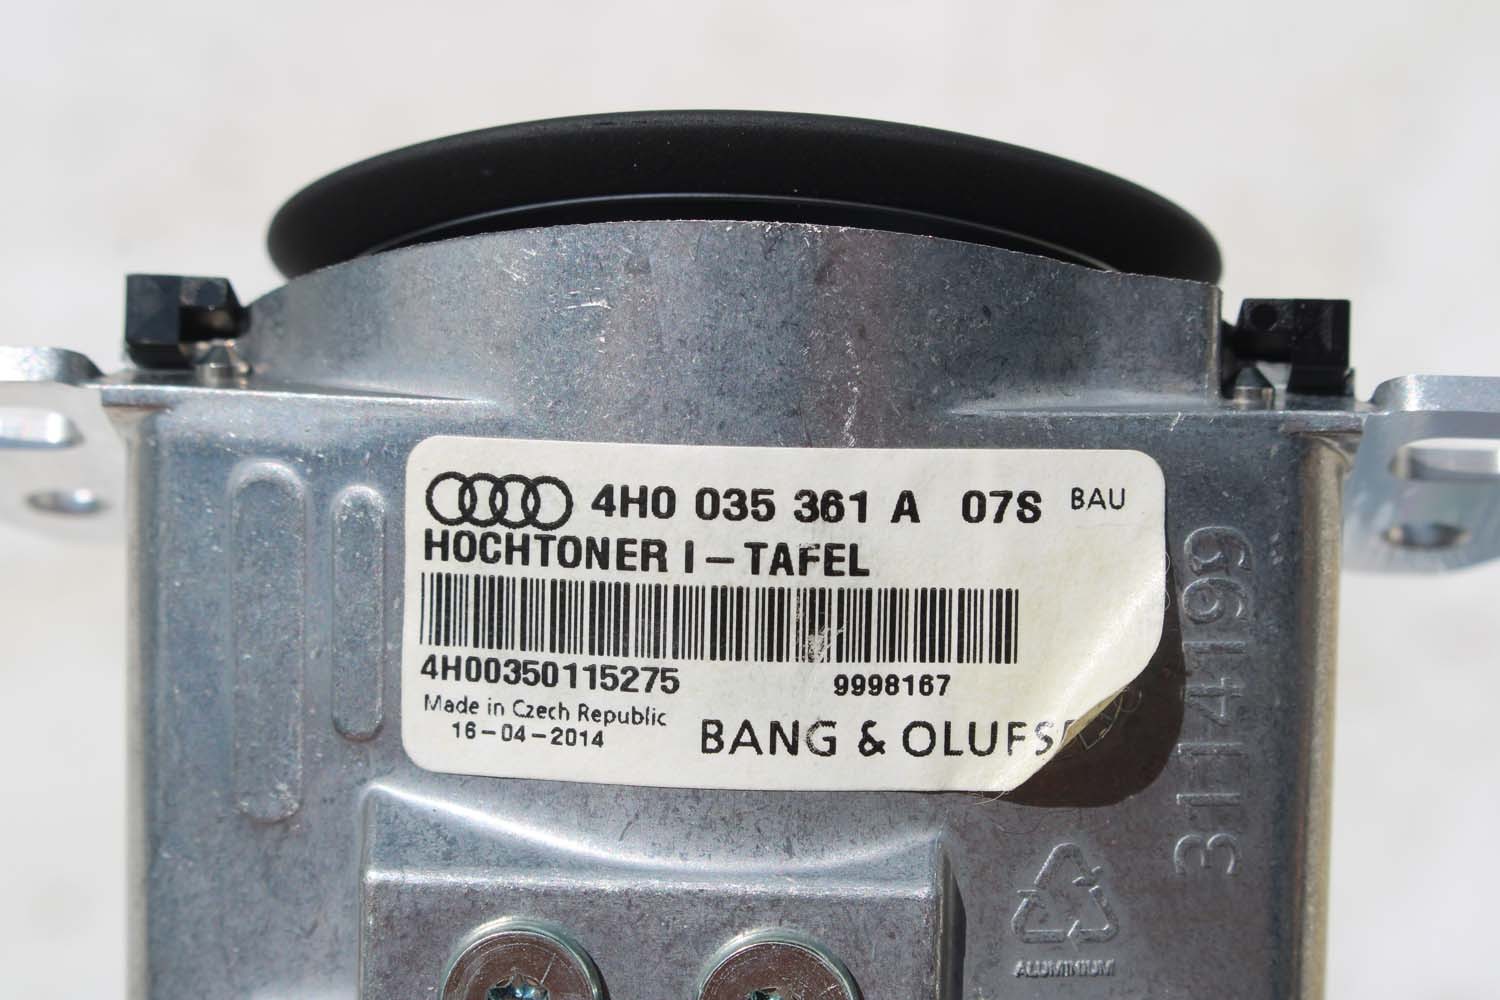 4H0 035 361 A 07S BAU
HOCHTONER I - TAFEL
4H00350115275 9998167
Made in Czech Republic
16-04-2014
BANG & OLUFS
3114199
ALUMINIUM